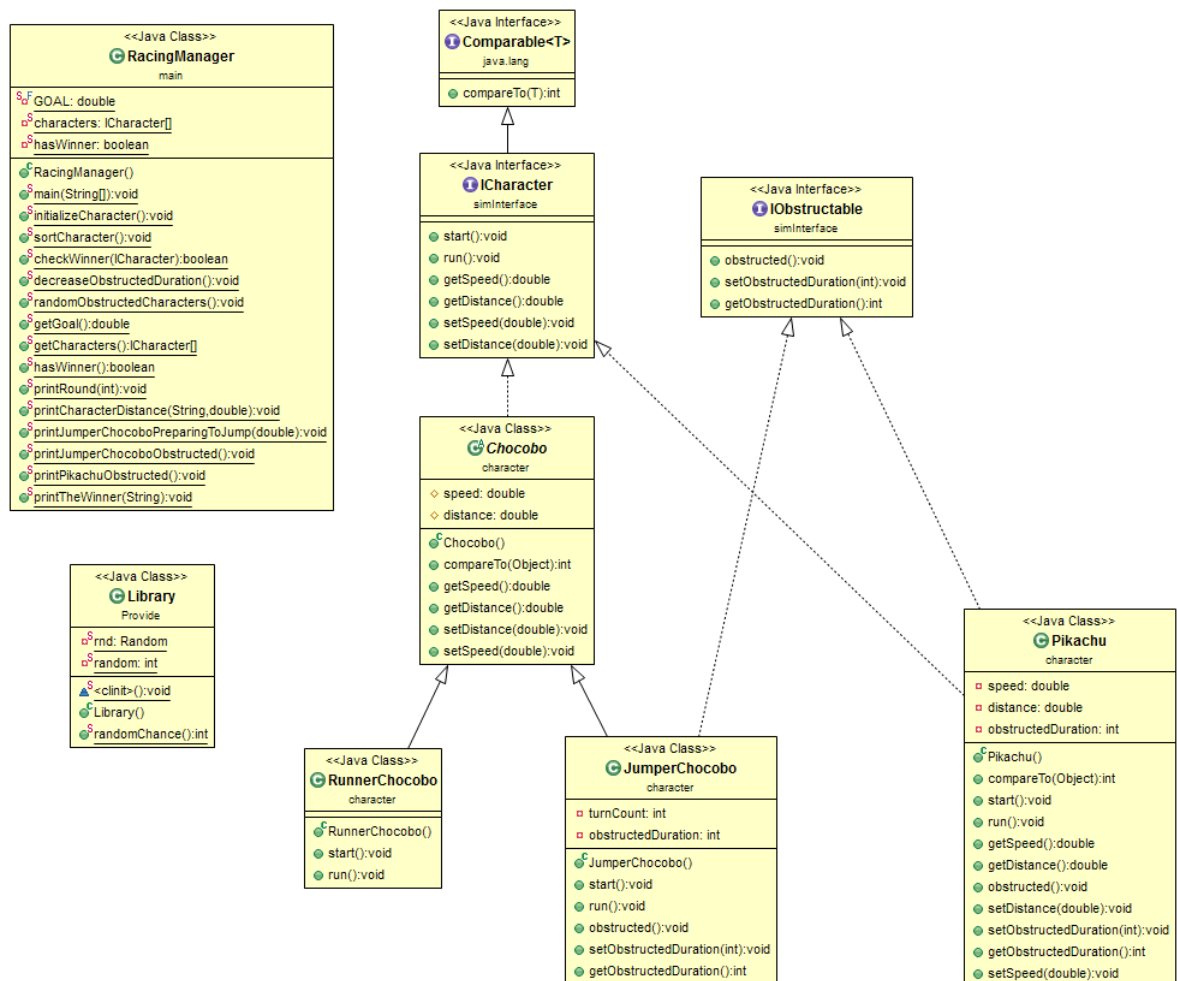 <<Java Class>>
RacingManager
main
GOAL: double
characters: ICharacter[]
hasWinner: boolean
RacingManager()
main(String[]):void
initializeCharacter():void
sortCharacter():void
checkWinner(ICharacter):boolean
decreaseObstructedDuration():void
randomObstructedCharacters():void
getGoal():double
getCharacters():ICharacter[]
hasWinner():boolean
printRound(int):void
printCharacterDistance(String,double):void
printJumperChocoboPreparingToJump(double):void
printJumperChocoboObstructed():void
printPikachuObstructed():void
printTheWinner(String):void
<<Java Interface>>
Comparable<T>
java.lang
compareTo(T):int
<<Java Interface>>
ICharacter
simInterface
start():void
run():void
getSpeed():double
getDistance():double
setSpeed(double):void
setDistance(double):void
<<Java Interface>>
IObstructable
simInterface
obstructed():void
setObstructedDuration(int):void
getObstructedDuration():int
<<Java Class>>
Chocobo
character
speed: double
distance: double
Chocobo()
compareTo(Object):int
getSpeed():double
getDistance():double
setDistance(double):void
setSpeed(double):void
<<Java Class>>
Library
Provide
rnd: Random
random: int
<clinit>():void
Library()
randomChance():int
<<Java Class>>
RunnerChocobo
character
RunnerChocobo()
start():void
run():void
<<Java Class>>
JumperChocobo
character
turnCount: int
obstructedDuration: int
JumperChocobo()
start():void
run():void
obstructed():void
setObstructedDuration(int):void
getObstructedDuration():int
<<Java Class>>
Pikachu
character
speed: double
distance: double
obstructedDuration: int
Pikachu()
compareTo(Object):int
start():void
run():void
getSpeed():double
getDistance():double
obstructed():void
setDistance(double):void
setObstructedDuration(int):void
getObstructedDuration():int
setSpeed(double):void